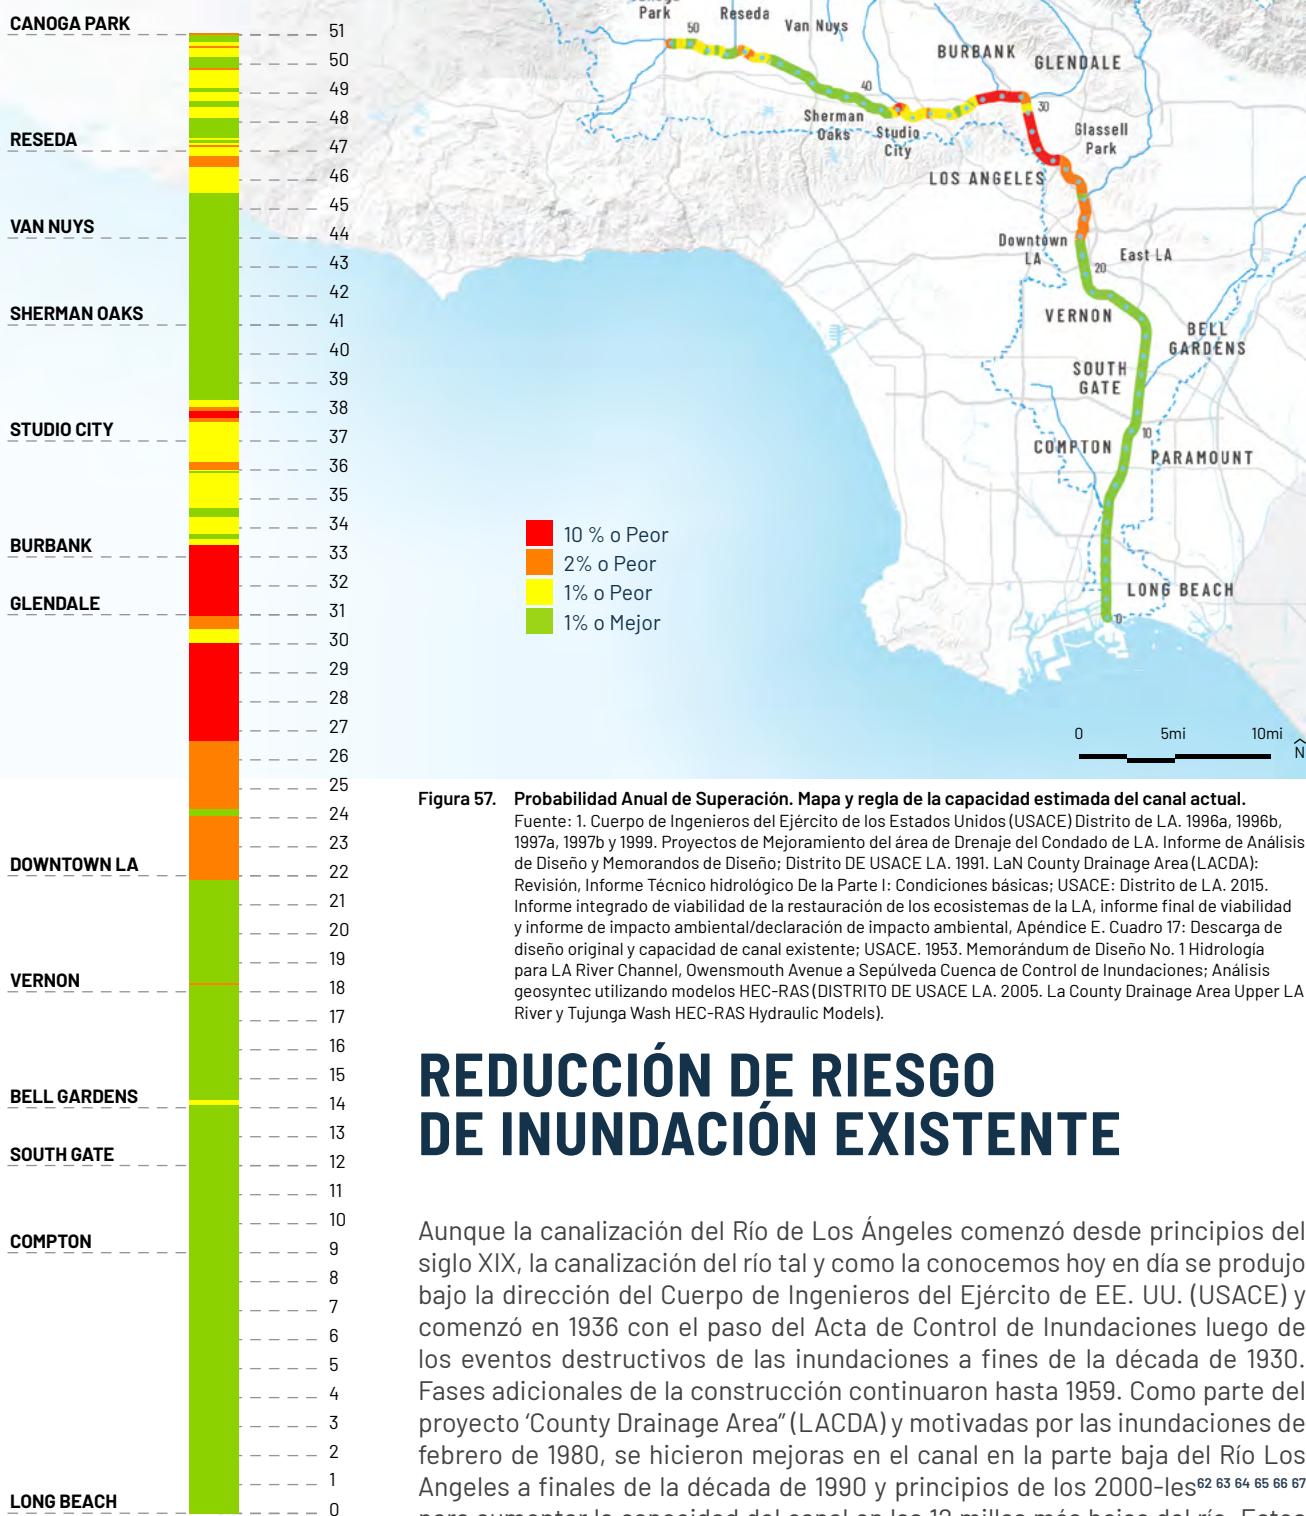 CANOGA PARK
51
50
49
48
RESEDA
47
46
45
VAN NUYS
44
43
42
SHERMAN OAKS
41
40
39
38
STUDIO CITY
37
36
35
34
BURBANK
33
32
GLENDALE
31
30
29
28
27
26
25
24
23
DOWNTOWN LA
22
21
20
19
VERNON
18
17
16
15
BELL GARDENS
14
13
SOUTH GATE
12
11
10
COMPTON
9
8
7
6
5
4
3
2
1
LONG BEACH
0
Park
Reseda
Van Nuys
50
BURBANK
GLENDALE
40
30
Sherman
Oaks
Studio
City
Glassell
Park
LOS ANGELES
Downtown
LA
East LA
20
VERNON
BELL
GARDENS
SOUTH
GATE
10
COMPTON
PARAMOUNT
LONG BEACH
0
10 % o Peor
2% o Peor
1% o Peor
1% o Mejor
0 5mi 10mi
N
Figura 57. Probabilidad Anual de Superación. Mapa y regla de la capacidad estimada del canal actual.
Fuente: 1. Cuerpo de Ingenieros del Ejército de los Estados Unidos (USACE) Distrito de LA. 1996a, 1996b,
1997a, 1997b y 1999. Proyectos de Mejoramiento del área de Drenaje del Condado de LA. Informe de Análisis
de Diseño y Memorandos de Diseño; Distrito DE USACE LA. 1991. LaN County Drainage Area (LACDA):
Revisión, Informe Técnico hidrológico De la Parte I: Condiciones básicas; USACE: Distrito de LA. 2015.
Informe integrado de viabilidad de la restauración de los ecosistemas de la LA, informe final de viabilidad
y informe de impacto ambiental/declaración de impacto ambiental, Apéndice E. Cuadro 17: Descarga de
diseño original y capacidad de canal existente; USACE. 1953. Memorándum de Diseño No. 1 Hidrología
para LA River Channel, Owensmouth Avenue a Sepúlveda Cuenca de Control de Inundaciones; Análisis
geosyntec utilizando modelos HEC-RAS (DISTRITO DE USACE LA. 2005. La County Drainage Area Upper LA
River y Tujunga Wash HEC-RAS Hydraulic Models).
REDUCCIÓN DE RIESGO
DE INUNDACIÓN EXISTENTE
Aunque la canalización del Río de Los Ángeles comenzó desde principios del
siglo XIX, la canalización del río tal y como la conocemos hoy en día se produjo
bajo la dirección del Cuerpo de Ingenieros del Ejército de EE. UU. (USACE) y
comenzó en 1936 con el paso del Acta de Control de Inundaciones luego de
los eventos destructivos de las inundaciones a fines de la década de 1930.
Fases adicionales de la construcción continuaron hasta 1959. Como parte del
proyecto ‘County Drainage Area” (LACDA) y motivadas por las inundaciones de
febrero de 1980, se hicieron mejoras en el canal en la parte baja del Río Los
Angeles a finales de la década de 1990 y principios de los 2000-les62 63 64 65 66 67
para aumentar la capacidad del canal en las 12 millas más bajas del río. Estas